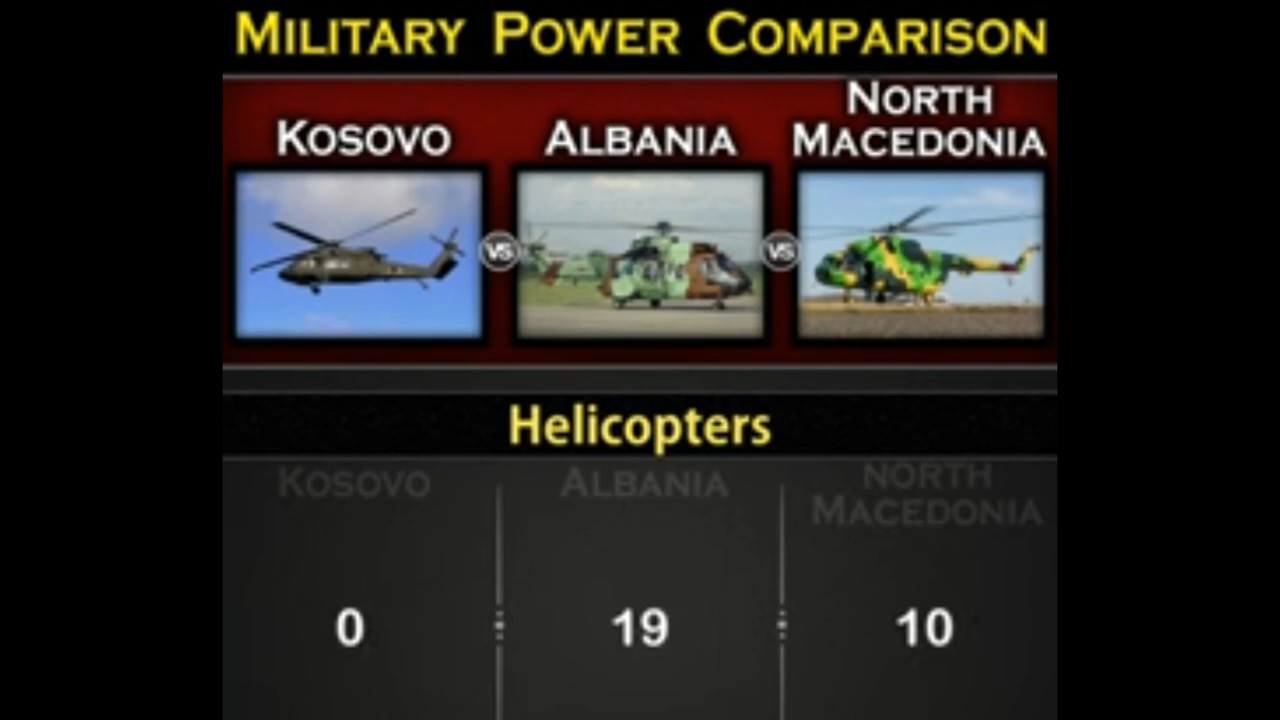 MILITARY POWER COMPARISON
KOSOVO
ALBANIA
NORTH
MACEDONIA
VS
VS
Helicopters
KOSOVO
ALBANIA
NORTH
MACEDONIA
0 : 19 : 10